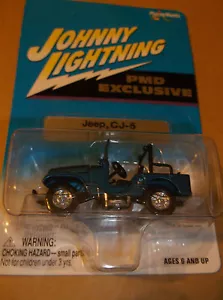 JOHNNY
LIGHTNING
PMD
EXCLUSIVE
Jeep, CJ-5
WARNING:
CHOKING HAZARD— small parts.
Not for children under 3 yrs.
AGES 8 AND UP